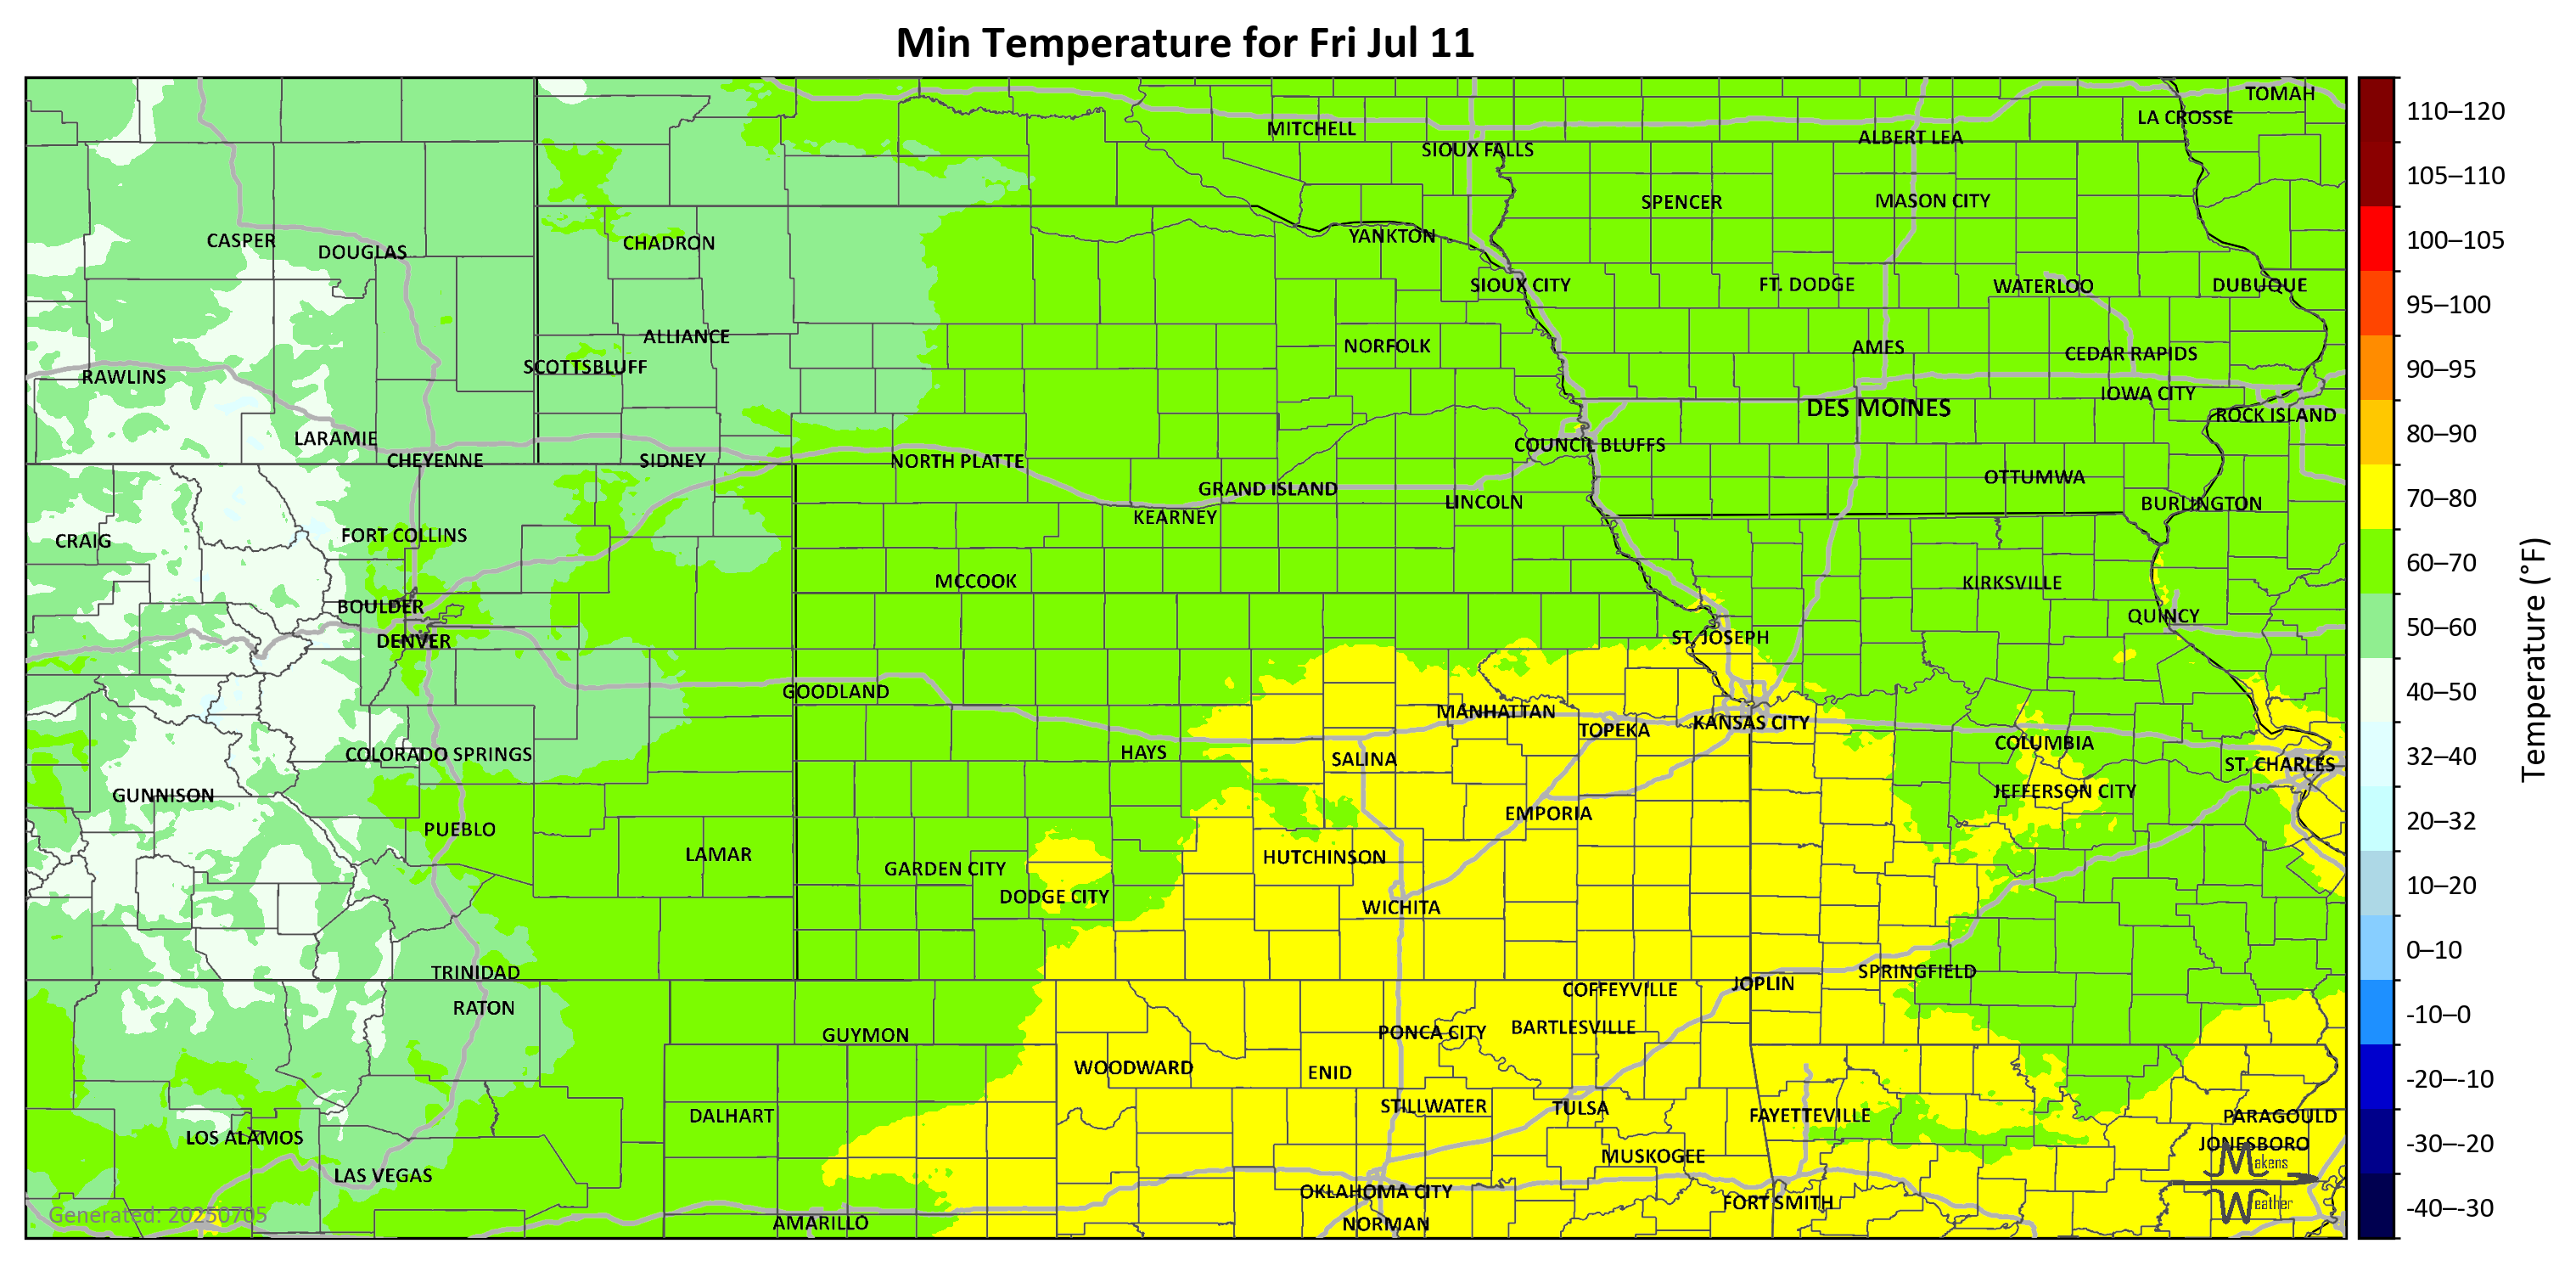 Min Temperature for Fri Jul 11
TOMAH
LA CROSSE
MITCHELL
ALBERT LEA
SIOUX FALLS
SPENCER
MASON CITY
CASPER
DOUGLAS
CHADRON
YANKTON
SIOUX CITY
FT. DODGE
WATERLOO
DUBUQUE
ALLIANCE
NORFOLK
AMES
CEDAR RAPIDS
SCOTTSBLUFF
RAWLINS
IOWA CITY
DES MOINES
ROCK ISLAND
LARAMIE
COUNCIL BLUFFS
CHEYENNE
SIDNEY
NORTH PLATTE
OTTUMWA
GRAND ISLAND
LINCOLN
BURLINGTON
KEARNEY
CRAIG
FORT COLLINS
MCCOOK
KIRKSVILLE
BOULDER
QUINCY
DENVER
ST. JOSEPH
GOODLAND
MANHATTAN
TOPEKA
KANSAS CITY
COLORADO SPRINGS
HAYS
SALINA
COLUMBIA
ST. CHARLES
GUNNISON
JEFFERSON CITY
EMPORIA
PUEBLO
LAMAR
HUTCHINSON
GARDEN CITY
DODGE CITY
WICHITA
TRINIDAD
SPRINGFIELD
JOPLIN
COFFEYVILLE
RATON
GUYMON
PONCA CITY
BARTLESVILLE
WOODWARD
ENID
DALHART
STILLWATER
TULSA
FAYETTEVILLE
PARAGOULD
LOS ALAMOS
JONESBORO
LAS VEGAS
MUSKOGEE
OKLAHOMA CITY
FORT SMITH
AMARILLO
NORMAN
Generated: 20250705
Makens
Weather
110–120
105–110
100–105
95–100
90–95
80–90
70–80
60–70
50–60
40–50
32–40
20–32
10–20
0–10
-10–0
-20–-10
-30–-20
-40–-30
Temperature (°F)